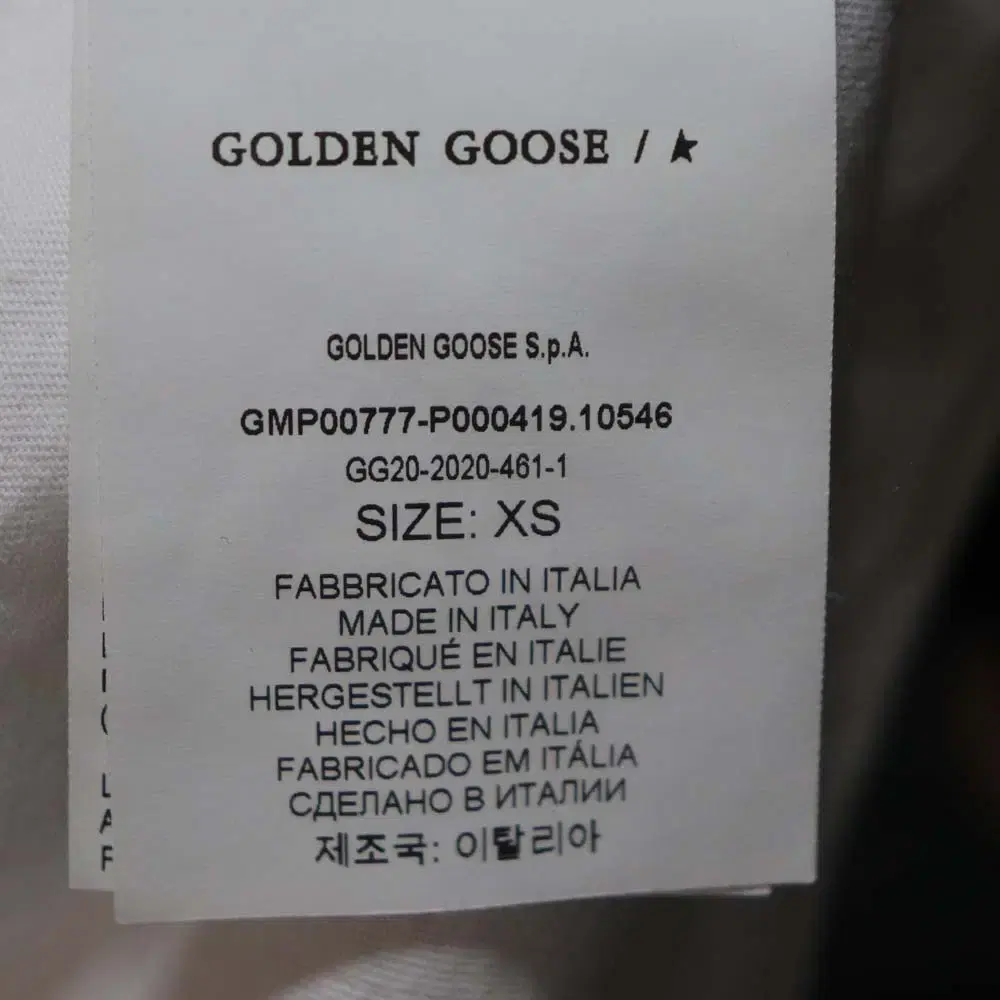 GOLDEN GOOSE / ★
GOLDEN GOOSE S.p.A.
GMP00777-P000419.10546
GG20-2020-461-1
SIZE: XS
FABBRICATO IN ITALIA
MADE IN ITALY
FABRIQUÉ EN ITALIE
HERGESTELLT IN ITALIEN
HECHO EN ITALIA
FABRICADO EM ITÁLIA
СДЕЛАНО В ИТАЛИИ
제조국: 이탈리아